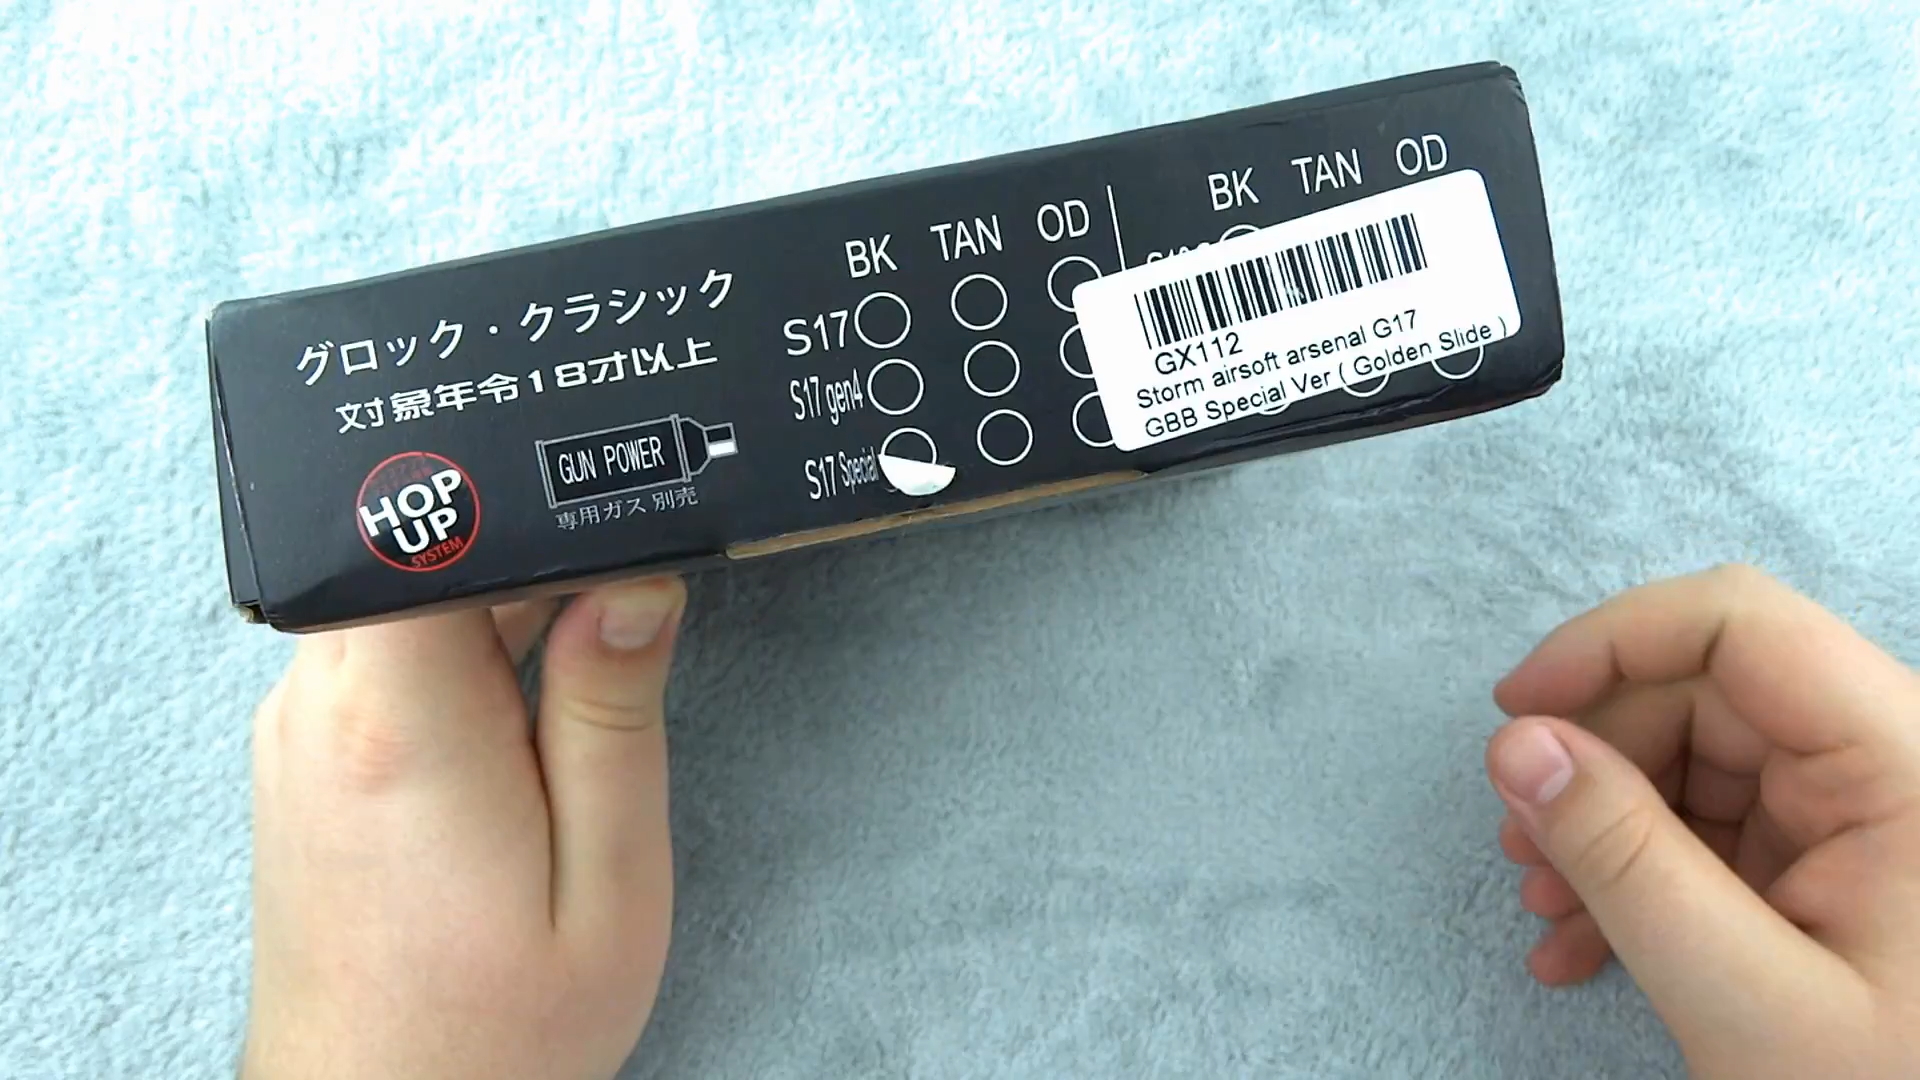 グロック・クラシック
対象年令18才以上
HOP
UP
SYSTEM
GUN POWER
専用ガス 別売
BK TAN OD
S17
S17 gen4
S17 Special
BK TAN OD
GX112
Storm airsoft arsenal G17
GBB Special Ver ( Golden Slide )